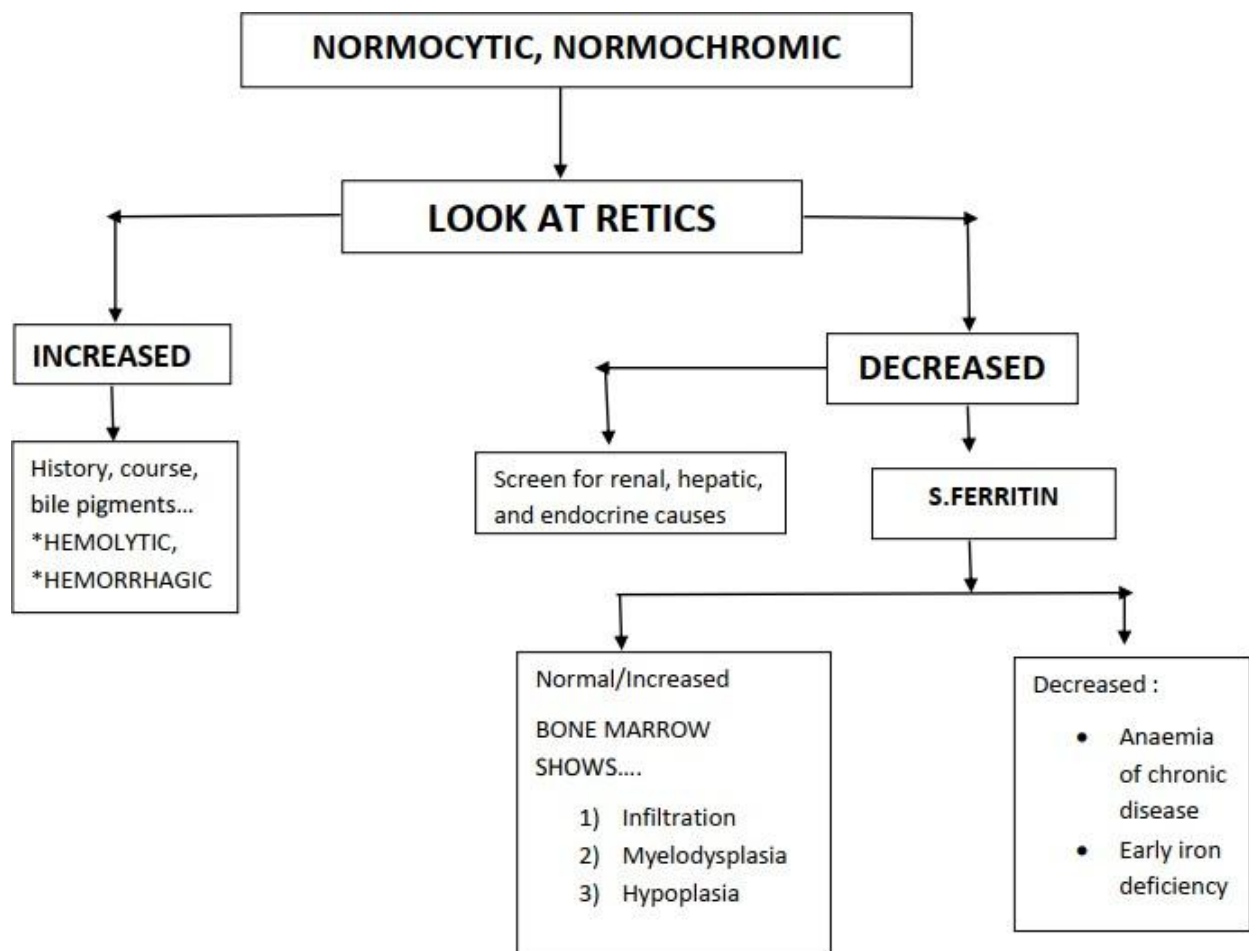 NORMOCYTIC, NORMOCHROMIC
LOOK AT RETICS
INCREASED
DECREASED
History, course,
bile pigments…
*HEMOLYTIC,
*HEMORRHAGIC
Screen for renal, hepatic,
and endocrine causes
S.FERRITIN
Normal/Increased
BONE MARROW
SHOWS….
1) Infiltration
2) Myelodysplasia
3) Hypoplasia
Decreased :
• Anaemia
of chronic
disease
• Early iron
deficiency